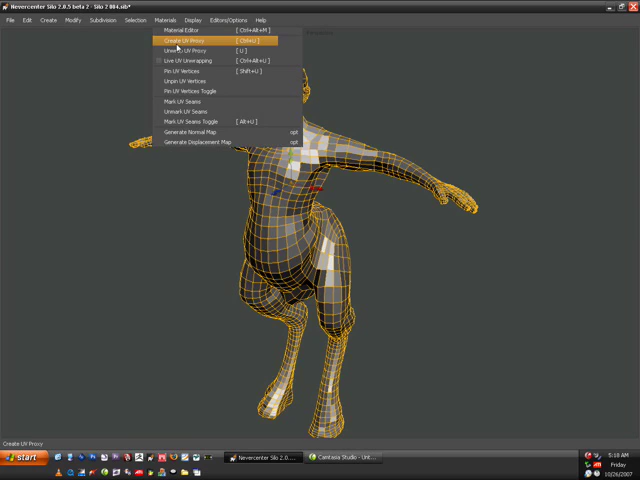 Nevercenter Silo 2.0.5 beta 2 - Silo 2 004.sib*
File Edit Create Modify Subdivision Selection Materials Display Editors/Options Help
Material Editor [ Ctrl+Alt+M ]
Create UV Proxy [ Ctrl+U ]
UV Proxy [ U ]
Live UV Unwrapping [ Ctrl+Alt+U ]
Pin UV Vertices [ Shift+U ]
Unpin UV Vertices
Pin UV Vertices Toggle
Mark UV Seams
Unmark UV Seams
Mark UV Seams Toggle [ Alt+U ]
Generate Normal Map opt
Generate Displacement Map opt
Create UV Proxy
start
Nevercenter Silo 2.0....
Camtasia Studio - Unt...
5:10 AM
Friday
10/26/2007